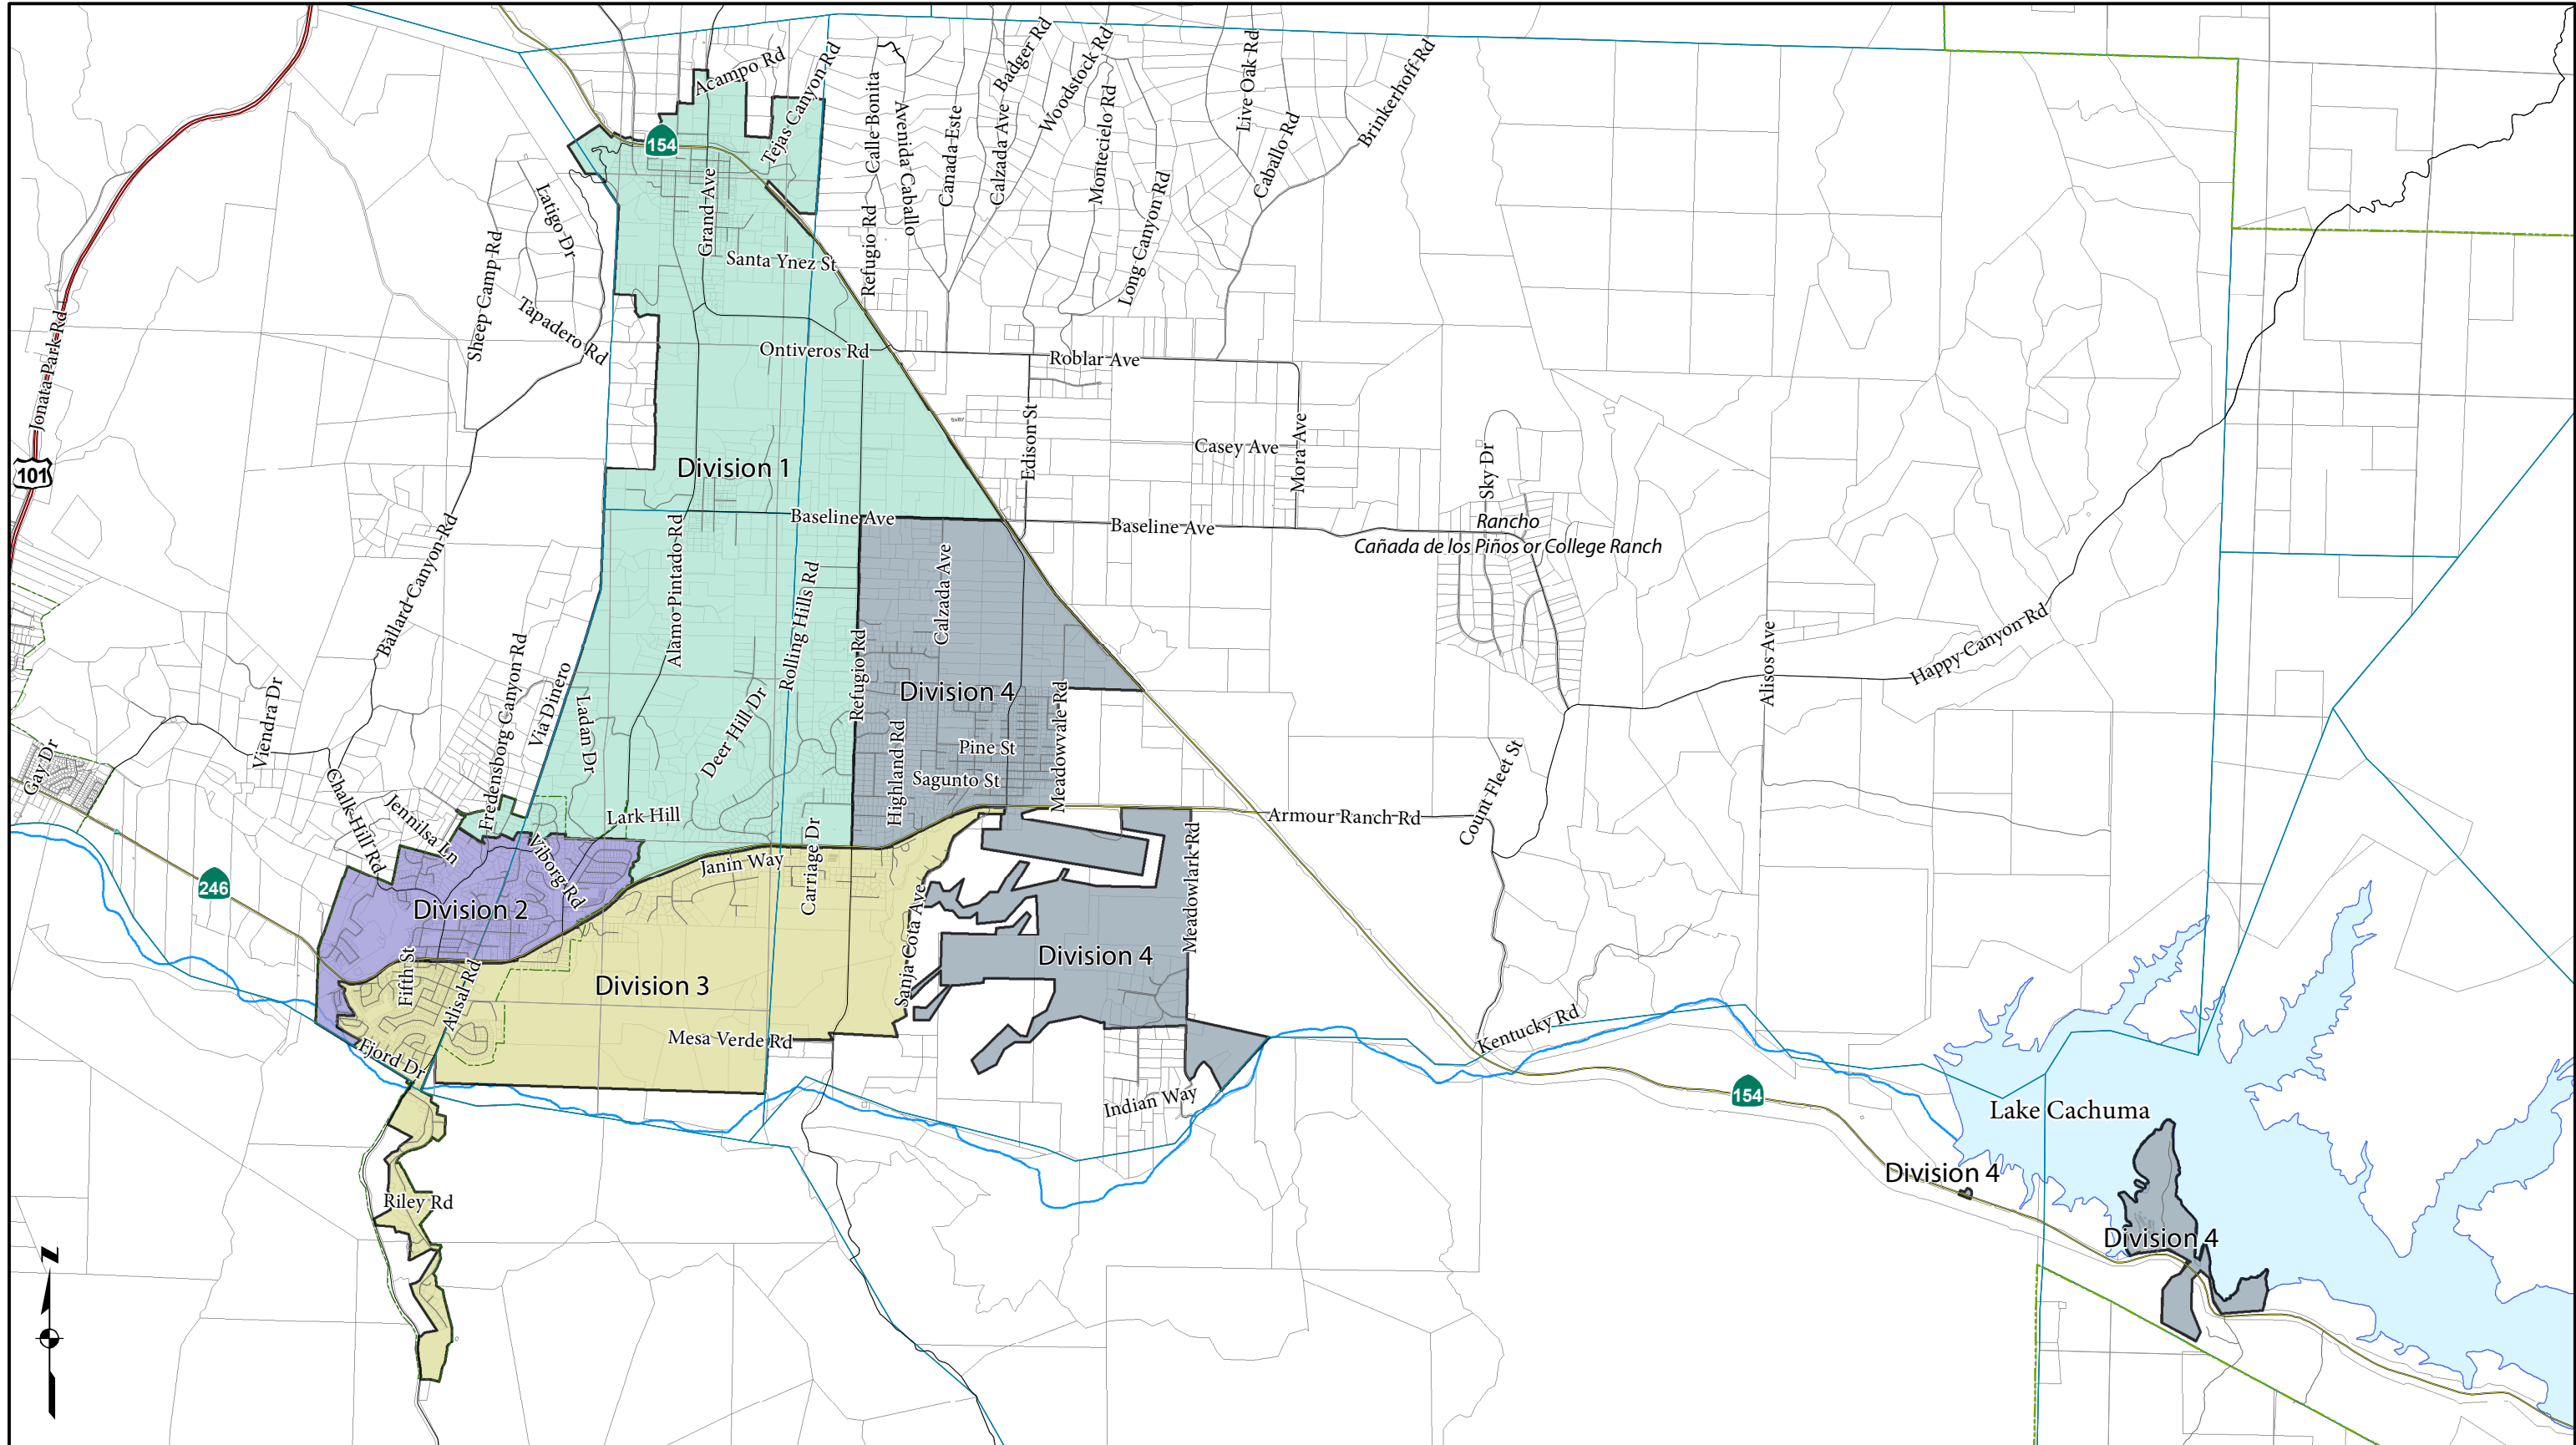 Acampo Rd
Tejas Canyon Rd
Calle Bonita
Avenida Caballo
Canada Este
Calzada Ave
Badger Rd
Woodstock Rd
Montecielo Rd
Long Canyon Rd
Live Oak Rd
Caballo Rd
Brinkerhoff Rd
154
Latigo Dr
Grand Ave
Santa Ynez St
Refugio Rd
Sheep Camp Rd
Tapadero Rd
Jonata Park Rd
Ontiveros Rd
Roblar Ave
Edison St
Casey Ave
Mora Ave
Sky Dr
101
Division 1
Baseline Ave
Baseline Ave
Rancho
Cañada de los Piños or College Ranch
Ballard Canyon Rd
Alamo Pintado Rd
Rolling Hills Rd
Calzada Ave
Refugio Rd
Division 4
Meadowvale Rd
Alisos Ave
Happy Canyon Rd
Viendra Dr
Fredensborg Canyon Rd
Via Dinero
Ladan Dr
Deer Hill Dr
Highland Rd
Pine St
Sagunto St
Gay Dr
Chalk Hill Rd
Jennilsa Ln
Viborg Rd
Lark Hill
Armour Ranch Rd
Count Fleet St
Janin Way
Carriage Dr
Meadowlark Rd
246
Division 2
Fifth St
Alisal Rd
Division 3
Sanja Cota Ave
Division 4
Mesa Verde Rd
Fjord Dr
Kentucky Rd
Indian Way
154
Lake Cachuma
Division 4
Riley Rd
Division 4
N